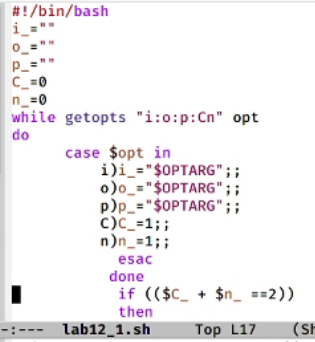 #!/bin/bash
i_=""
o_=""
p_=""
C_=0
n_=0
while getopts "i:o:p:Cn" opt
do
case $opt in
i)i_="$OPTARG";;
o)o_="$OPTARG";;
p)p_="$OPTARG";;
C)C_=1;;
n)n_=1;;
esac
done
if (($C_ + $n_ ==2))
then
-:--- lab12_1.sh Top L17 (Sh